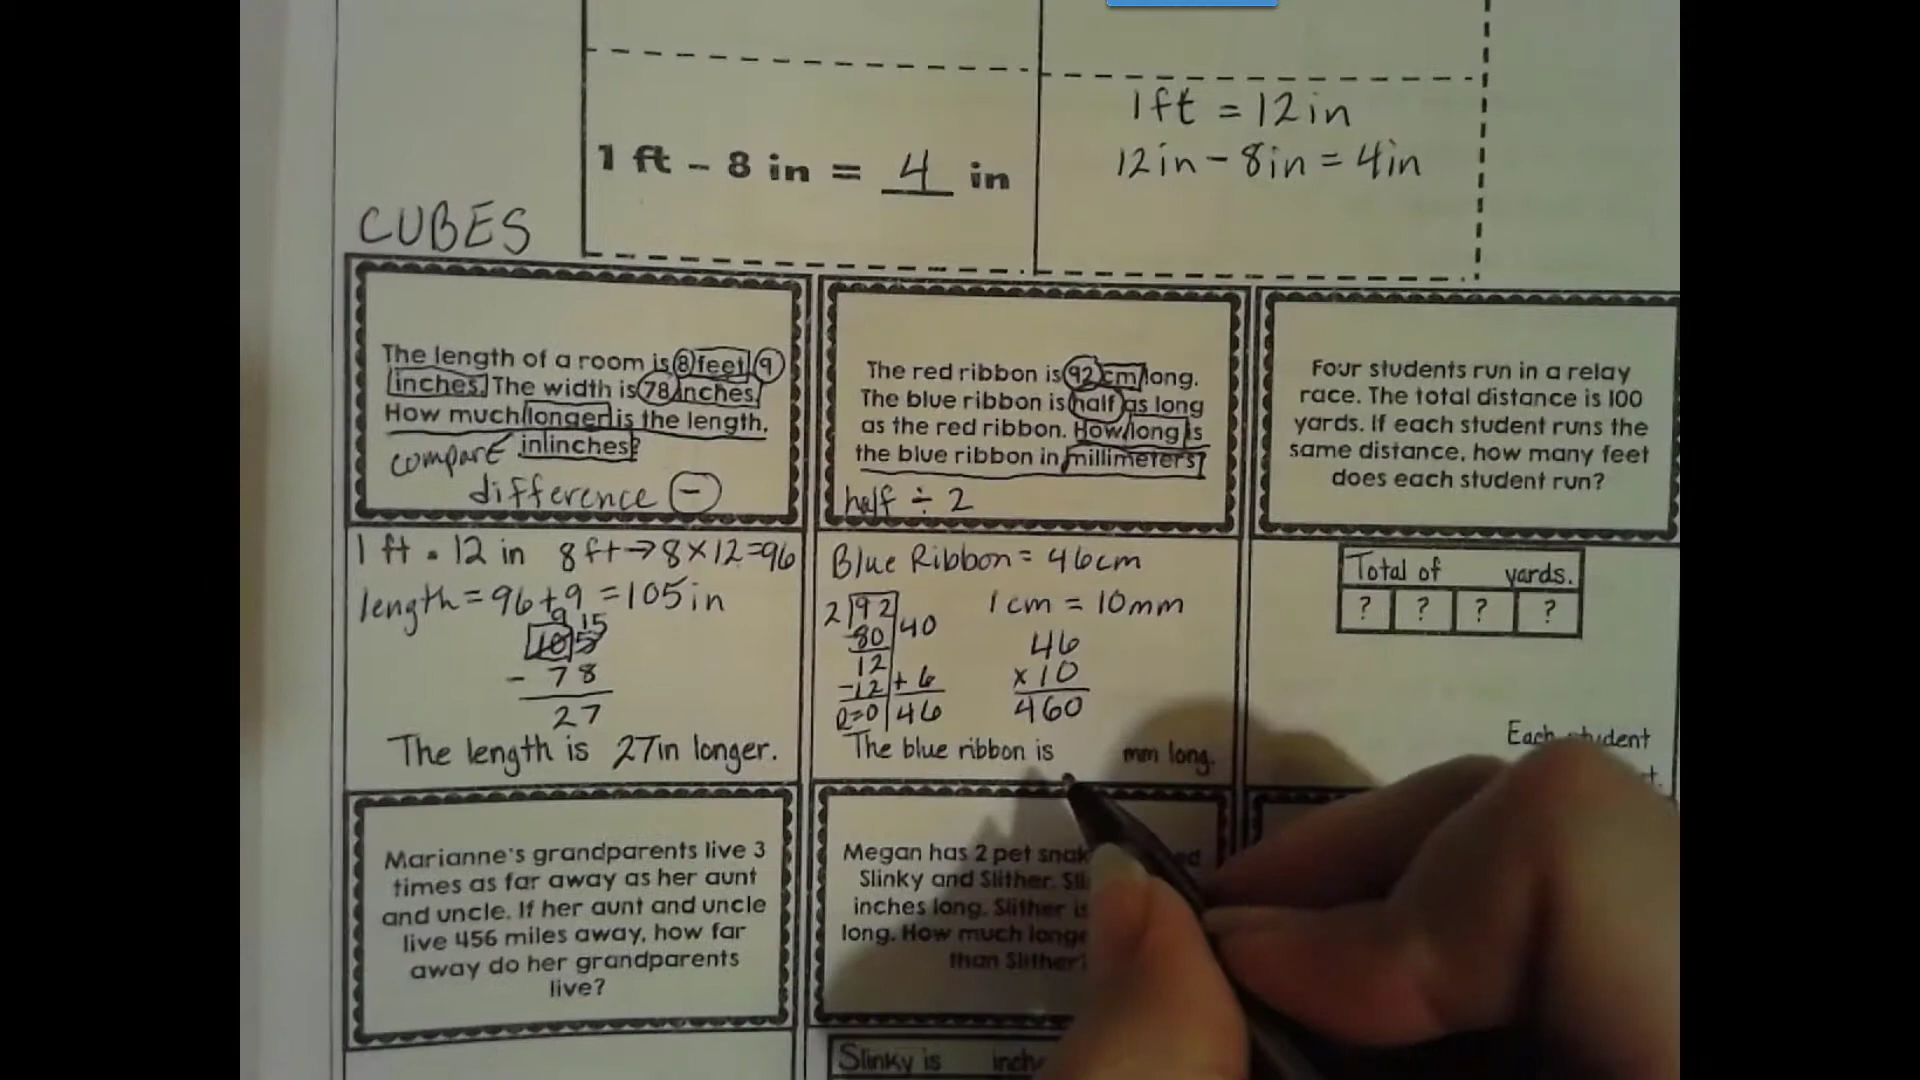 1 ft = 12 in
12 in - 8 in = 4 in
1 ft - 8 in = 4 in
CUBES
The length of a room is 8 feet 9
inches. The width is 78 inches.
How much longer is the length,
in inches?
compare
difference -
The red ribbon is 92 cm long.
The blue ribbon is half as long
as the red ribbon. How long is
the blue ribbon in millimeters?
half ÷ 2
Four students run in a relay
race. The total distance is 100
yards. If each student runs the
same distance, how many feet
does each student run?
1 ft = 12 in 8 ft → 8 x 12 = 96
length = 96 + 9 = 105 in
9 15
105
- 78
27
The length is 27in longer.
Blue Ribbon = 46cm
2 92
80 40
12
-12 + 6
R=0 46
1 cm = 10mm
46
x 10
460
The blue ribbon is mm long.
Total of yards.
? ? ? ?
Each student
Marianne's grandparents live 3
times as far away as her aunt
and uncle. If her aunt and uncle
live 456 miles away, how far
away do her grandparents
live?
Megan has 2 pet
Slinky and Slither.
inches long. Slither
long. How much
than Slither?
Slinky is